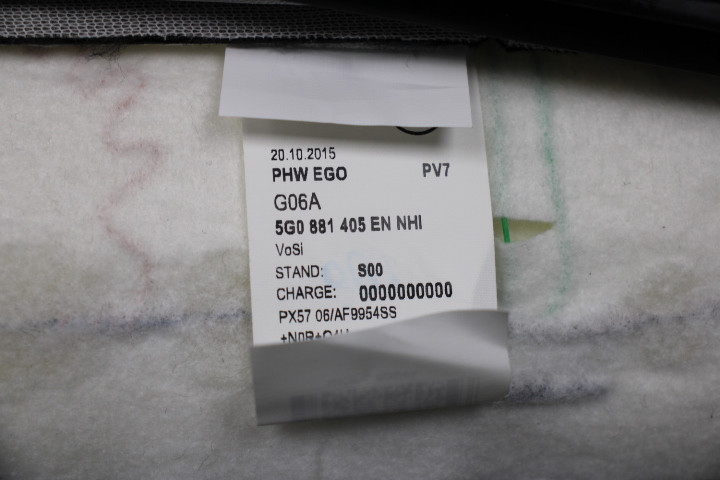 20.10.2015
PHW EGO PV7
G06A
5G0 881 405 EN NHI
VoSi
STAND: S00
CHARGE: 0000000000
PX57 06/AF9954SS